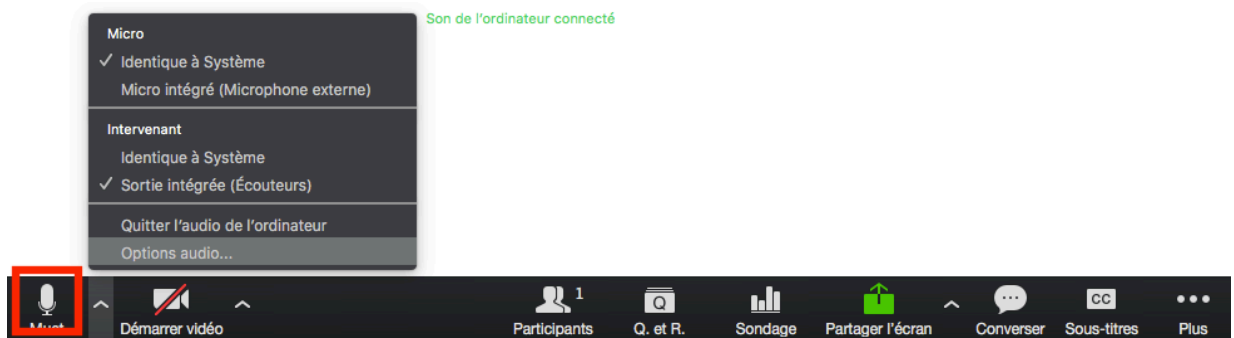 Son de l'ordinateur connecté
Micro
✓ Identique à Système
Micro intégré (Microphone externe)
Intervenant
Identique à Système
✓ Sortie intégrée (Écouteurs)
Quitter l'audio de l'ordinateur
Options audio...
Démarrer vidéo
Participants 1
Q. et R.
Sondage
Partager l'écran
Converser
CC
Sous-titres
Plus